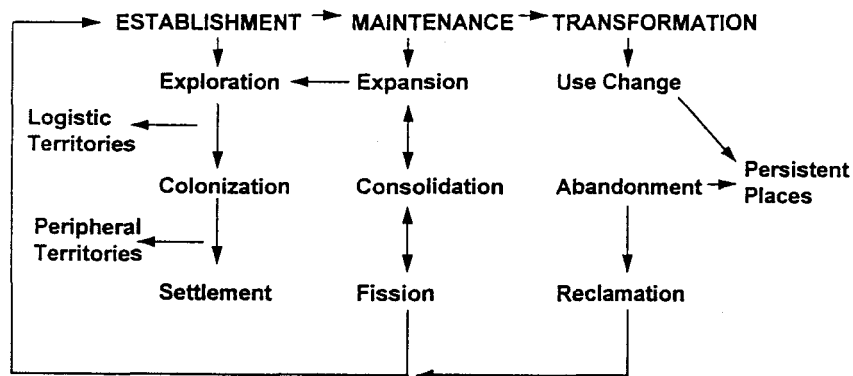 ESTABLISHMENT MAINTENANCE TRANSFORMATION
Exploration Expansion Use Change
Logistic
Territories
Persistent
Places
Colonization Consolidation Abandonment
Peripheral
Territories
Settlement Fission Reclamation